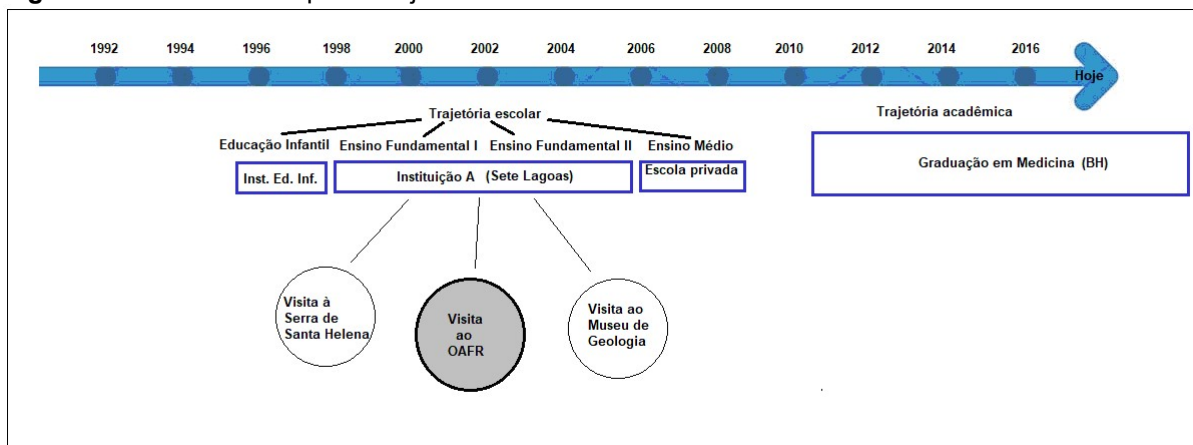 1992 1994 1996 1998 2000 2002 2004 2006 2008 2010 2012 2014 2016
Hoje
Trajetória escolar
Trajetória acadêmica
Educação Infantil Ensino Fundamental I Ensino Fundamental II Ensino Médio
Inst. Ed. Inf.
Instituição A (Sete Lagoas)
Escola privada
Graduação em Medicina (BH)
Visita à
Serra de
Santa Helena
Visita
ao
OAFR
Visita ao
Museu de
Geologia